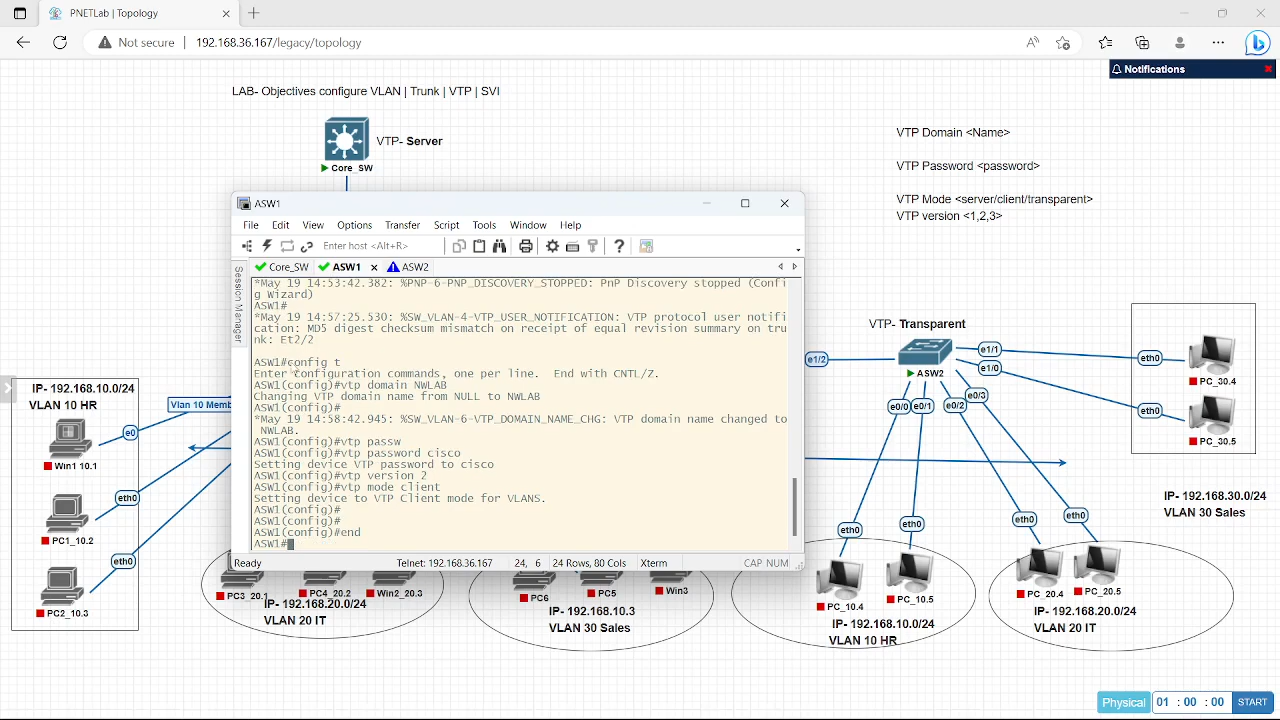 PNETLab : Topology
Not secure
192.168.36.167/legacy/topology
Notifications
LAB- Objectives configure VLAN | Trunk | VTP | SVI
VTP- Server
Core_SW
VTP Domain <Name>
VTP Password <password>
VTP Mode <server/client/transparent>
VTP version <1,2,3>
ASW1
File Edit View Options Transfer Script Tools Window Help
Enter host <Alt+R>
Core_SW ASW1 ASW2
Session Manager
*May 19 14:53:42.382: %PNP-6-PNP_DISCOVERY_STOPPED: PnP Discovery stopped (Confi
g Wizard)
ASW1#
*May 19 14:57:25.530: %SW_VLAN-4-VTP_USER_NOTIFICATION: VTP protocol user notifi
cation: MD5 digest checksum mismatch on receipt of equal revision summary on tru
nk: Et2/2
ASW1#config t
Enter configuration commands, one per line.  End with CNTL/Z.
ASW1(config)#vtp domain NWLAB
Changing VTP domain name from NULL to NWLAB
ASW1(config)#
*May 19 14:58:42.945: %SW_VLAN-6-VTP_DOMAIN_NAME_CHG: VTP domain name changed to
NWLAB.
ASW1(config)#vtp passw
ASW1(config)#vtp password cisco
Setting device VTP password to cisco
ASW1(config)#vtp version 2
ASW1(config)#vtp mode client
Setting device to VTP Client mode for VLANS.
ASW1(config)#
ASW1(config)#
ASW1(config)#end
ASW1#
Ready Telnet: 192.168.36.167 24, 6 24 Rows, 80 Cols Xterm CAP NUM
VTP- Transparent
e1/2
ASW2
e1/1
e1/0
e0/0
e0/1
e0/2
e0/3
eth0
PC_30.4
eth0
PC_30.5
IP- 192.168.30.0/24
VLAN 30 Sales
IP- 192.168.10.0/24
VLAN 10 HR
Vlan 10 Memb
e0
Win1 10.1
eth0
PC1_10.2
eth0
PC2_10.3
PC3_20.1
PC4_20.2
Win2_20.3
IP- 192.168.20.0/24
VLAN 20 IT
PC6
PC5
Win3
IP- 192.168.10.3
VLAN 30 Sales
eth0
eth0
PC_10.4
PC_10.5
IP- 192.168.10.0/24
VLAN 10 HR
eth0
eth0
PC_20.4
PC_20.5
IP- 192.168.20.0/24
VLAN 20 IT
Physical 01 : 00 : 00 START